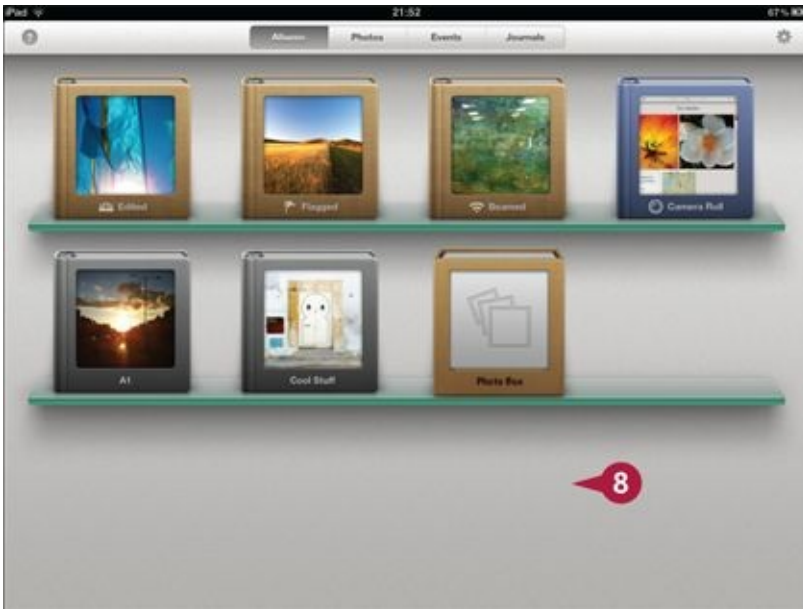 iPad 21:52 67%
? Albums Photos Events Journals
Edited Flagged Beamed Camera Roll
A1 Cool Stuff Photo Box
8